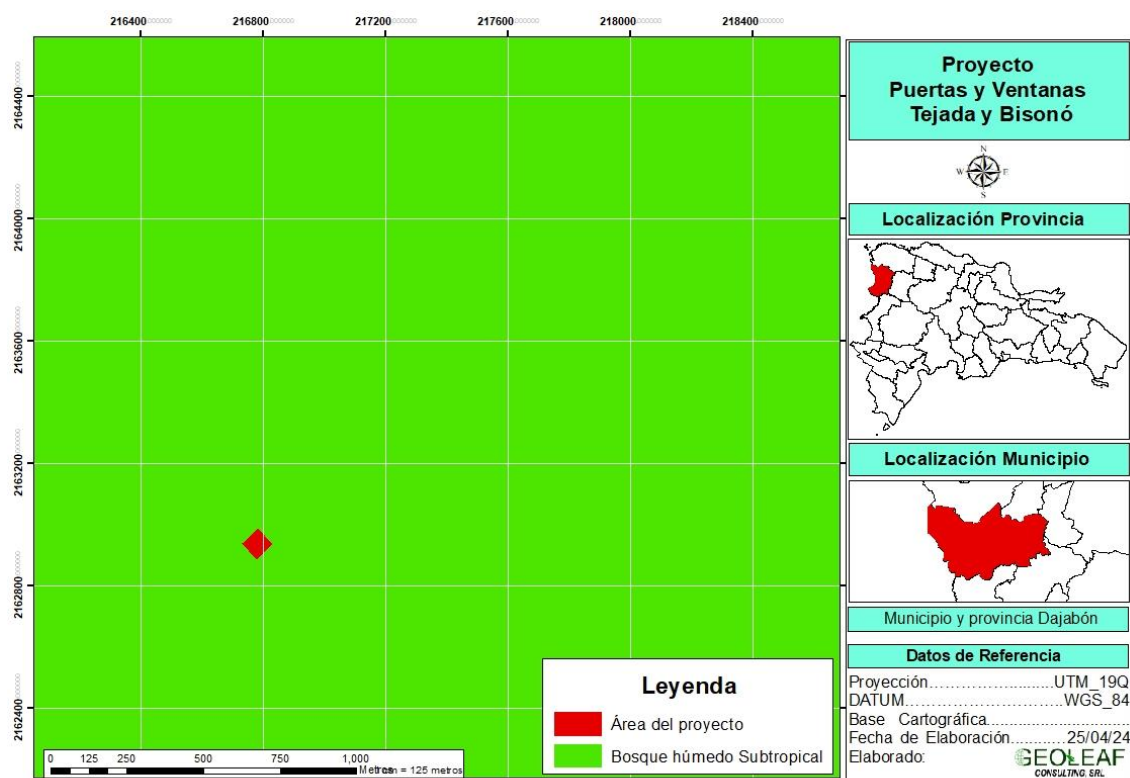 216400 216800 217200 217600 218000 218400
2164400
2164000
2163600
2163200
2162800
2162400
Leyenda
Área del proyecto
Bosque húmedo Subtropical
0 125 250 500 750 1,000
Metros
1cm = 125 metros
Proyecto
Puertas y Ventanas
Tejada y Bisonó
N
W E
S
Localización Provincia
Localización Municipio
Municipio y provincia Dajabón
Datos de Referencia
Proyección.......................UTM_19Q
DATUM.............................WGS_84
Base Cartográfica.......................
Fecha de Elaboración............25/04/24
Elaborado:
GEOLEAF
CONSULTING, SRL